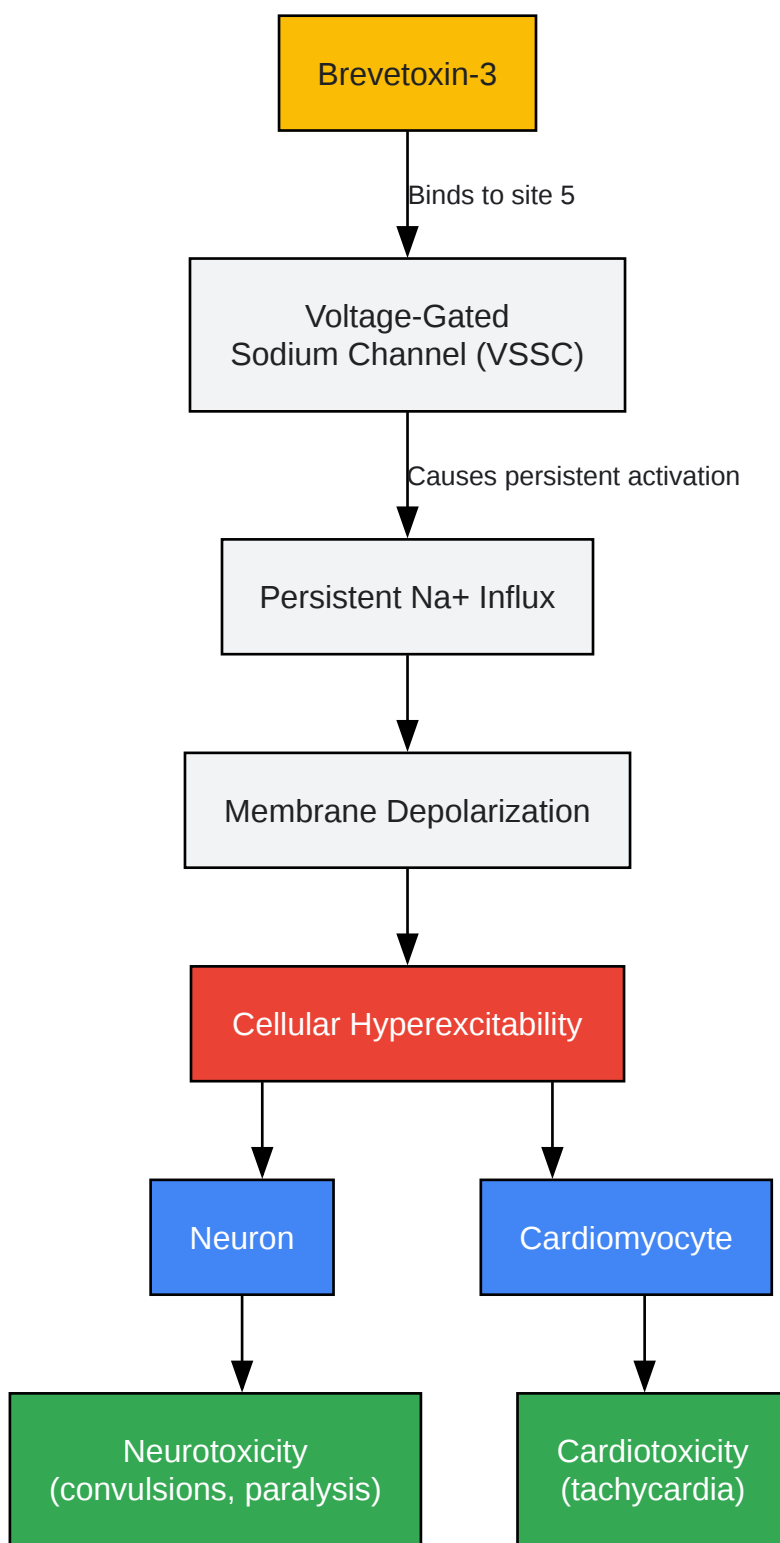 Brevetoxin-3
Binds to site 5
Voltage-Gated
Sodium Channel (VSSC)
Causes persistent activation
Persistent Na+ Influx
Membrane Depolarization
Cellular Hyperexcitability
Neuron
Cardiomyocyte
Neurotoxicity
(convulsions, paralysis)
Cardiotoxicity
(tachycardia)